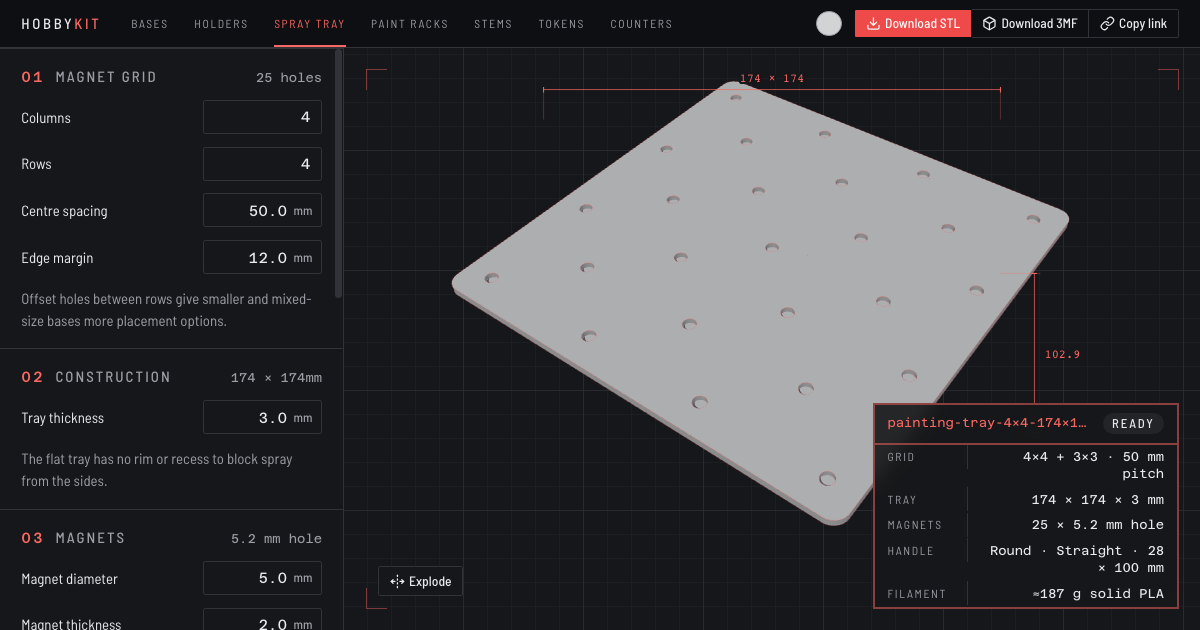 HOBBYKIT
BASES
HOLDERS
SPRAY TRAY
PAINT RACKS
STEMS
TOKENS
COUNTERS
Download STL
Download 3MF
Copy link
01 MAGNET GRID 25 holes
Columns 4
Rows 4
Centre spacing 50.0 mm
Edge margin 12.0 mm
Offset holes between rows give smaller and mixed-
size bases more placement options.
02 CONSTRUCTION 174 × 174mm
Tray thickness 3.0 mm
The flat tray has no rim or recess to block spray
from the sides.
03 MAGNETS 5.2 mm hole
Magnet diameter 5.0 mm
Magnet thickness 2.0 mm
174 × 174
102.9
Explode
painting-tray-4×4-174×1… READY
GRID 4×4 + 3×3 · 50 mm
pitch
TRAY 174 × 174 × 3 mm
MAGNETS 25 × 5.2 mm hole
HANDLE Round · Straight · 28
× 100 mm
FILAMENT ≈187 g solid PLA